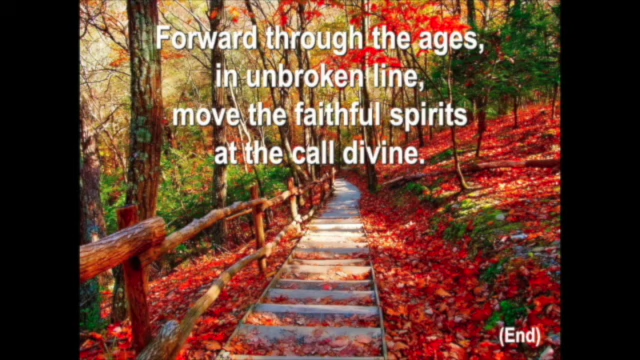 Forward through the ages,
in unbroken line,
move the faithful spirits
at the call divine.
(End)